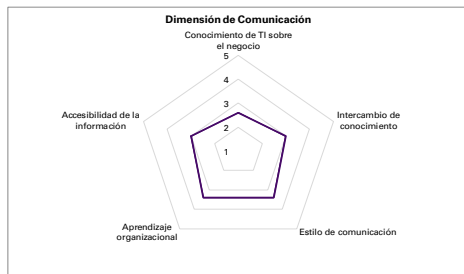 Dimensión de Comunicación
Conocimiento de TI sobre
el negocio
5
4
3
2
1
Accesibilidad de la
información
Intercambio de
conocimiento
Aprendizaje
organizacional
Estilo de comunicación